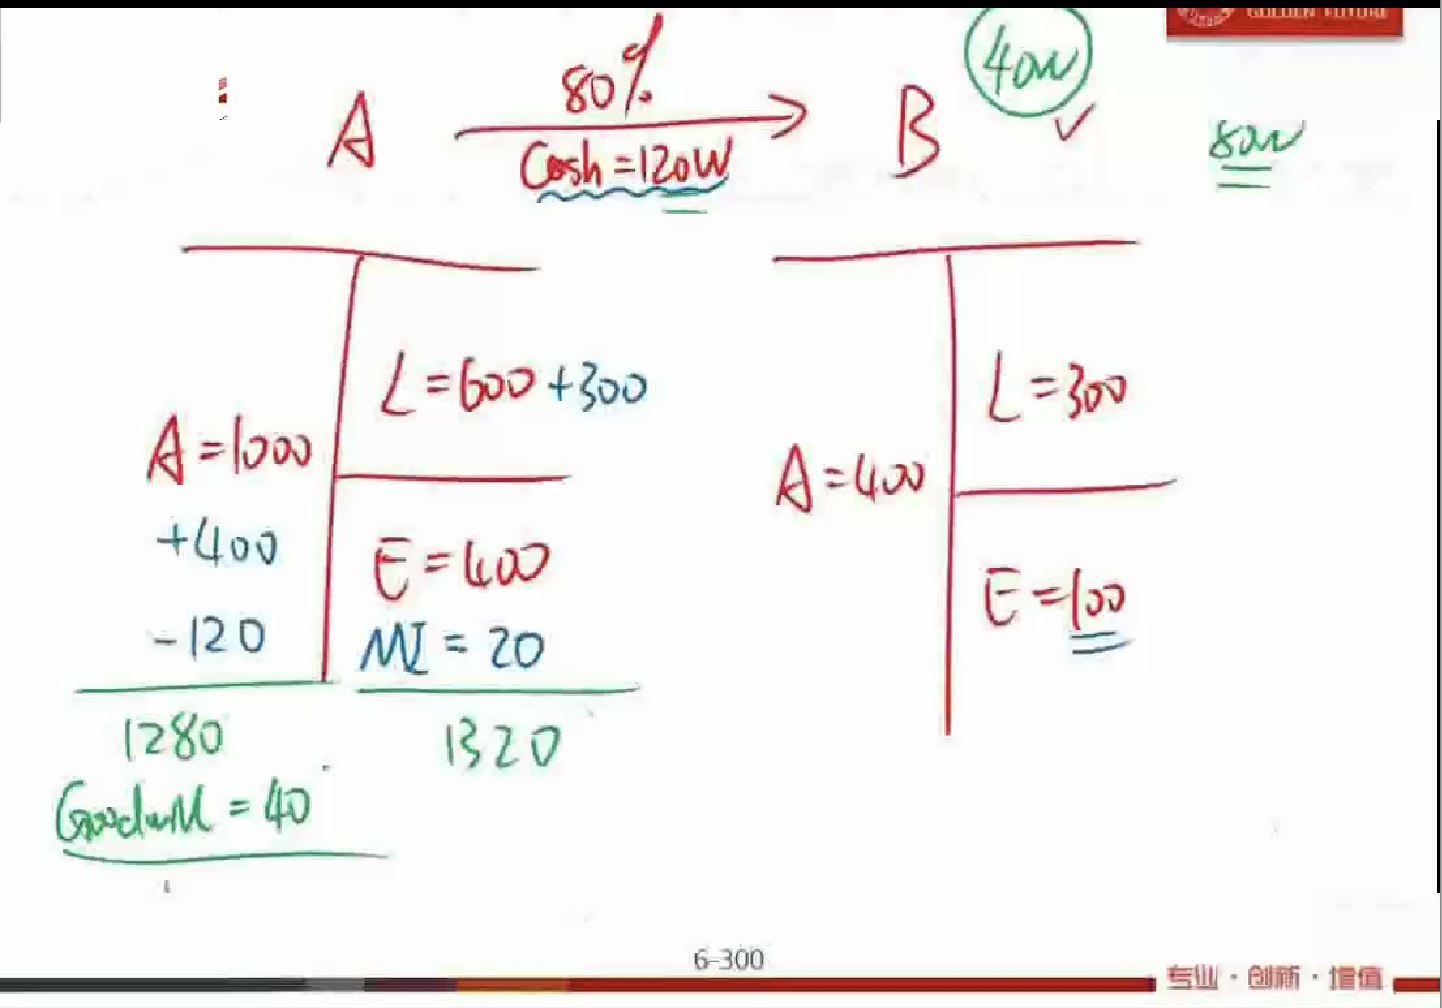 GOLDEN FUTURE
80%
40W
A
B
Cash=120W
80W
L=600+300
L=300
A=1000
A=400
+400
E=400
E=100
-120
MI=20
1280
1320
Goodwill=40
6-300
专业·创新·增值